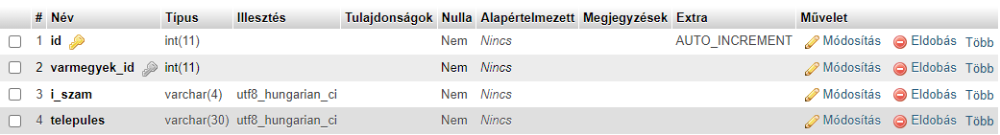 # Név Típus Illesztés Tulajdonságok Nulla Alapértelmezett Megjegyzések Extra Művelet
1 id int(11) Nem Nincs AUTO_INCREMENT Módosítás Eldobás Több
2 varmegyek_id int(11) Nem Nincs Módosítás Eldobás Több
3 i_szam varchar(4) utf8_hungarian_ci Nem Nincs Módosítás Eldobás Több
4 telepules varchar(30) utf8_hungarian_ci Nem Nincs Módosítás Eldobás Több